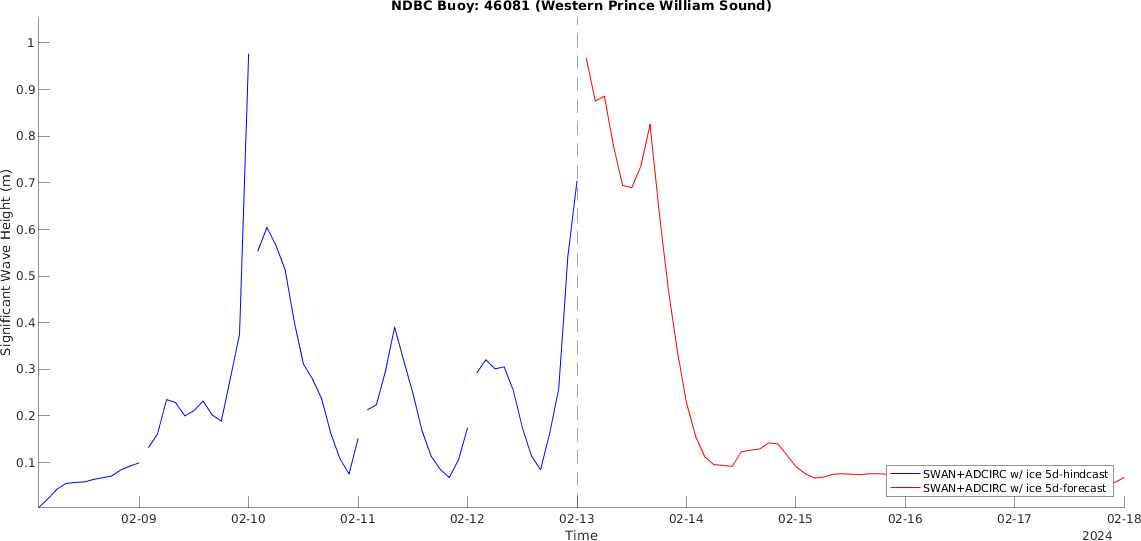 NDBC Buoy: 46081 (Western Prince William Sound)
Significant Wave Height (m)
1
0.9
0.8
0.7
0.6
0.5
0.4
0.3
0.2
0.1
SWAN+ADCIRC w/ ice 5d-hindcast
SWAN+ADCIRC w/ ice 5d-forecast
02-09 02-10 02-11 02-12 02-13 02-14 02-15 02-16 02-17 02-18
Time
2024